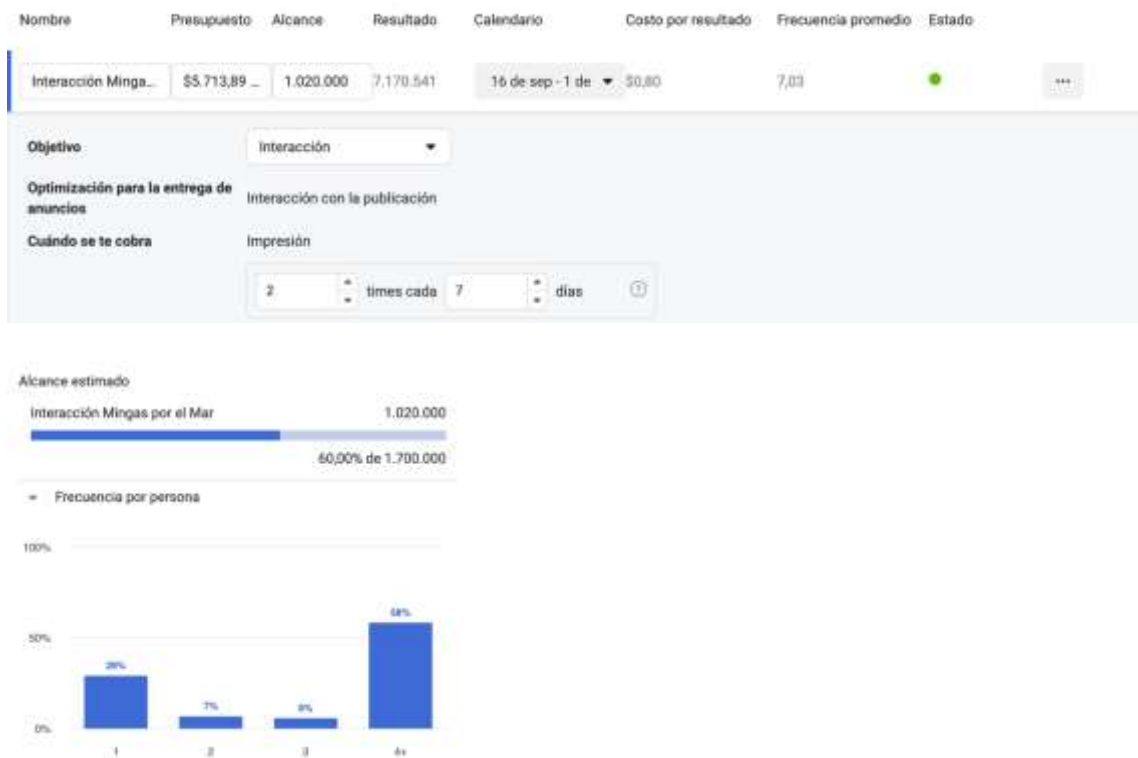 Nombre Presupuesto Alcance Resultado Calendario Costo por resultado Frecuencia promedio Estado
Interacción Minga... $5.713,89 ... 1.020.000 7.170.541 16 de sep - 1 de $0,80 7,03 ...
Objetivo Interacción
Optimización para la entrega de anuncios Interacción con la publicación
Cuándo se te cobra Impresión
2 times cada 7 días
Alcance estimado
Interacción Mingas por el Mar 1.020.000
60,00% de 1.700.000
Frecuencia por persona
100%
58%
50%
7%
0%
1 2 3 4+